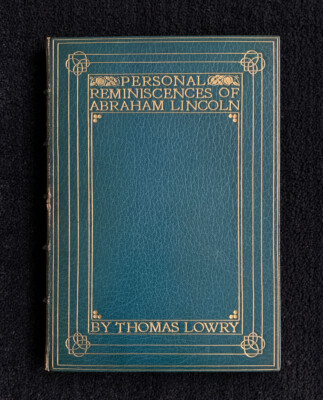 PERSONAL
REMINISCENCES OF
ABRAHAM LINCOLN
BY THOMAS LOWRY